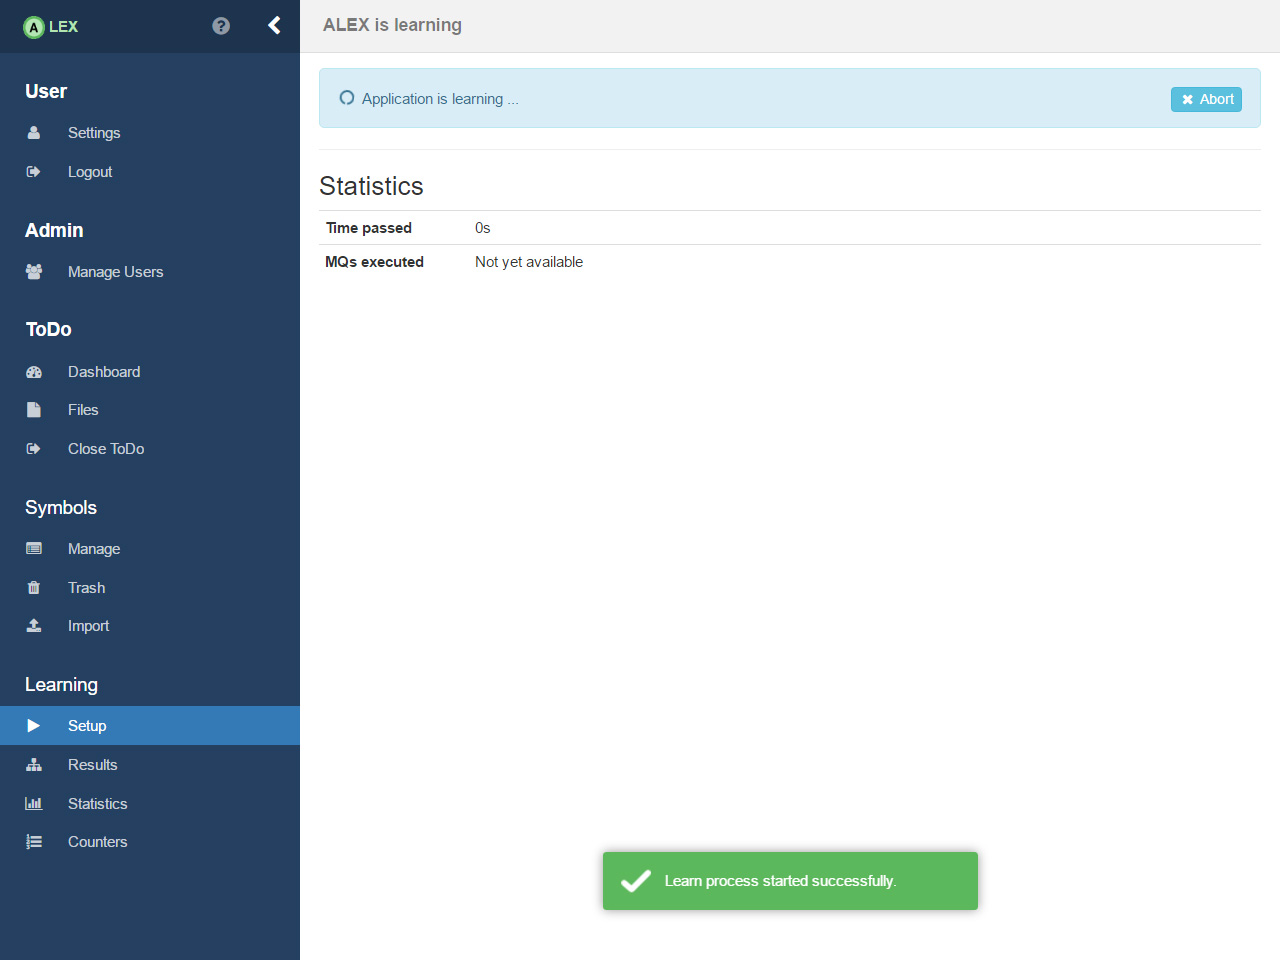 A LEX
?
ALEX is learning
User
Settings
Logout
Admin
Manage Users
ToDo
Dashboard
Files
Close ToDo
Symbols
Manage
Trash
Import
Learning
Setup
Results
Statistics
Counters
Application is learning ...
Abort
Statistics
Time passed 0s
MQs executed Not yet available
Learn process started successfully.